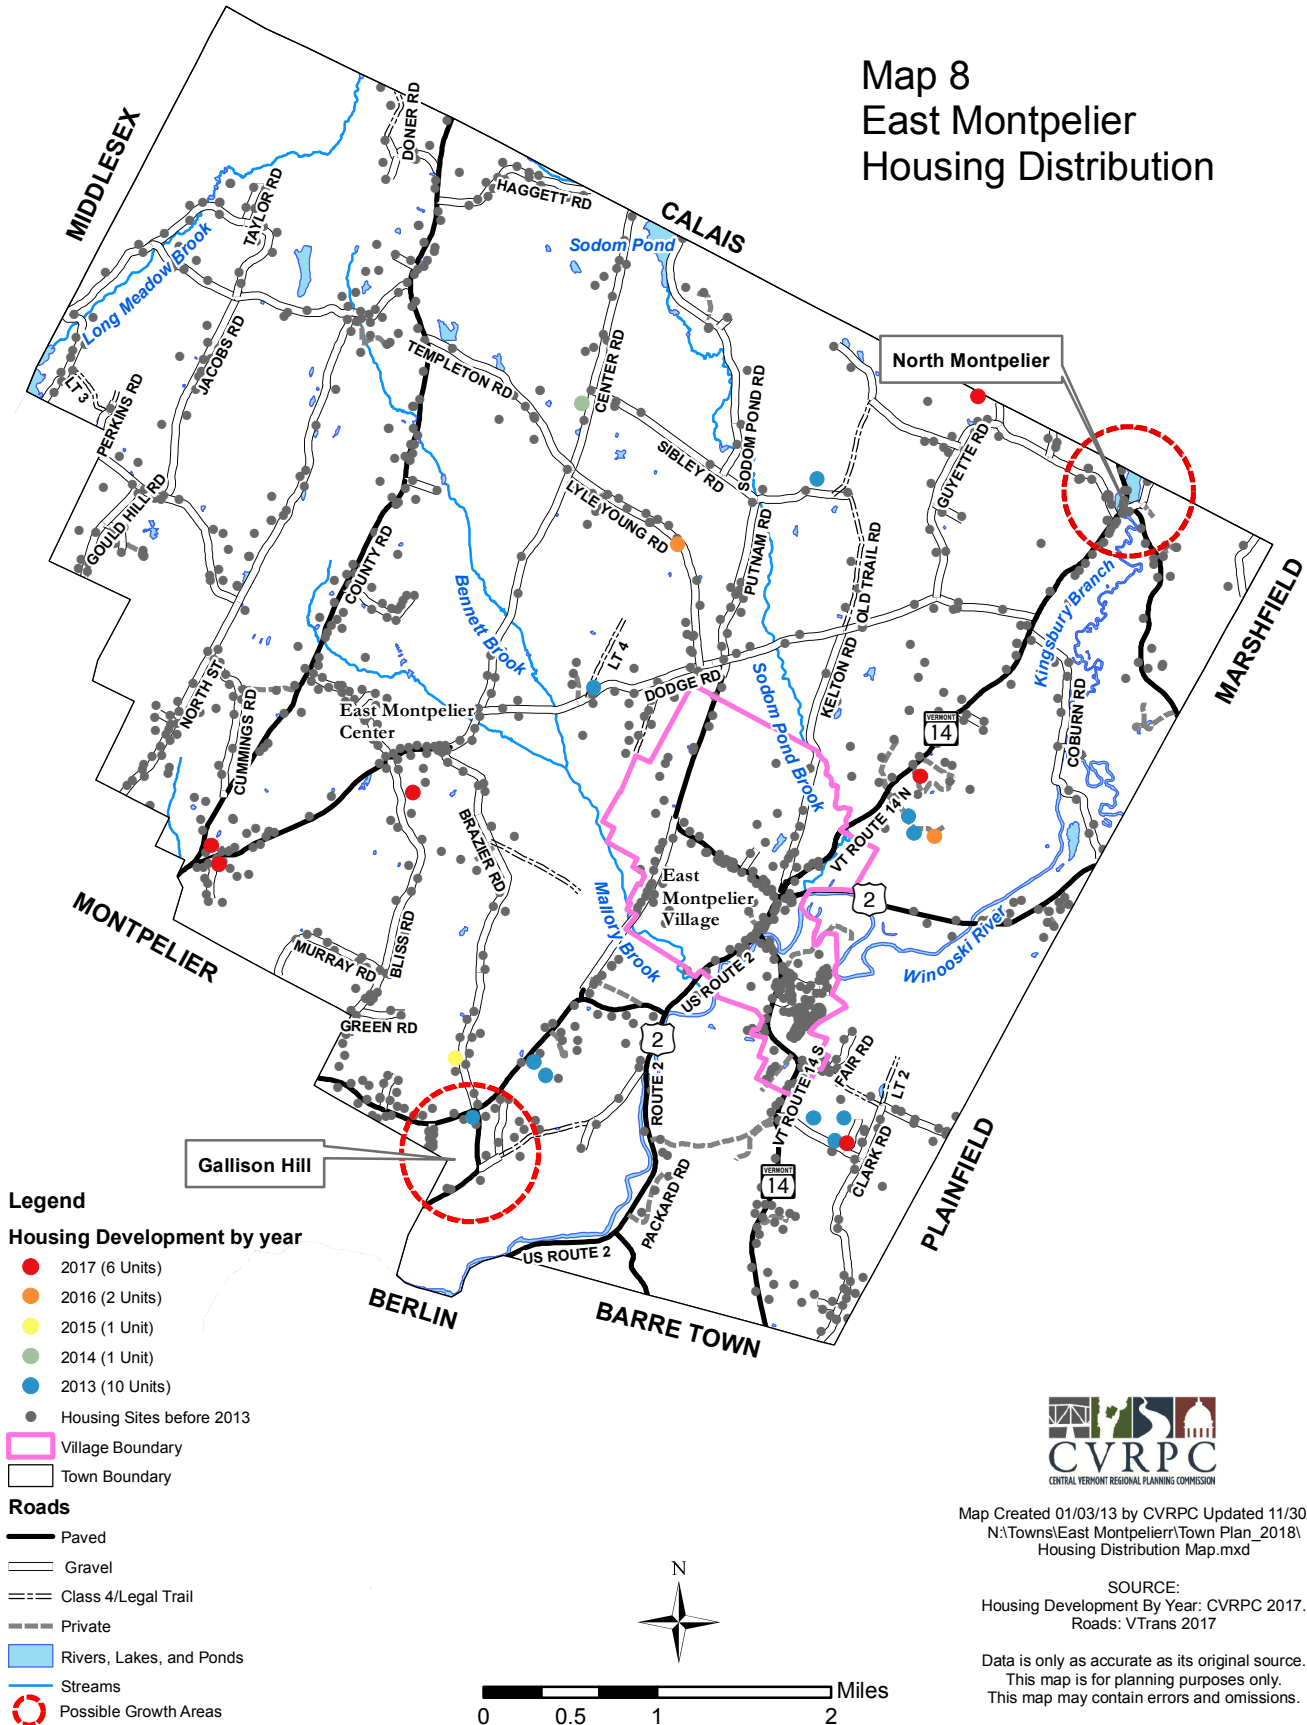 Map 8
East Montpelier
Housing Distribution
MIDDLESEX
DONER RD
HAGGETT RD
TAYLOR RD
CALAIS
Sodom Pond
Long Meadow Brook
North Montpelier
JACOBS RD
TEMPLETON RD
CENTER RD
LT 3
PERKINS RD
SODOM POND RD
SIBLEY RD
GUYETTE RD
GOULD HILL RD
LYLE YOUNG RD
PUTNAM RD
COUNTY RD
OLD TRAIL RD
Kingsbury Branch
MARSHFIELD
Bennett Brook
LT 4
DODGE RD
Sodom Pond Brook
KELTON RD
NORTH ST
CUMMINGS RD
East Montpelier
Center
COBURN RD
VERMONT
14
VT ROUTE 14 N
BRAZIER RD
East
Montpelier
Village
2
Mallory Brook
MONTPELIER
BLISS RD
MURRAY RD
Winooski River
US ROUTE 2
GREEN RD
2
ROUTE 2
VT ROUTE 14 S
FAIR RD
LT 2
CLARK RD
PLAINFIELD
Gallison Hill
VERMONT
14
PACKARD RD
US ROUTE 2
BERLIN
BARRE TOWN
Legend
Housing Development by year
2017 (6 Units)
2016 (2 Units)
2015 (1 Unit)
2014 (1 Unit)
2013 (10 Units)
Housing Sites before 2013
Village Boundary
Town Boundary
Roads
Paved
Gravel
Class 4/Legal Trail
Private
Rivers, Lakes, and Ponds
Streams
Possible Growth Areas
N
Miles
0 0.5 1 2
CVRPC
CENTRAL VERMONT REGIONAL PLANNING COMMISSION
Map Created 01/03/13 by CVRPC Updated 11/30
N:\Towns\East Montpelierr\Town Plan_2018\
Housing Distribution Map.mxd
SOURCE:
Housing Development By Year: CVRPC 2017.
Roads: VTrans 2017
Data is only as accurate as its original source.
This map is for planning purposes only.
This map may contain errors and omissions.